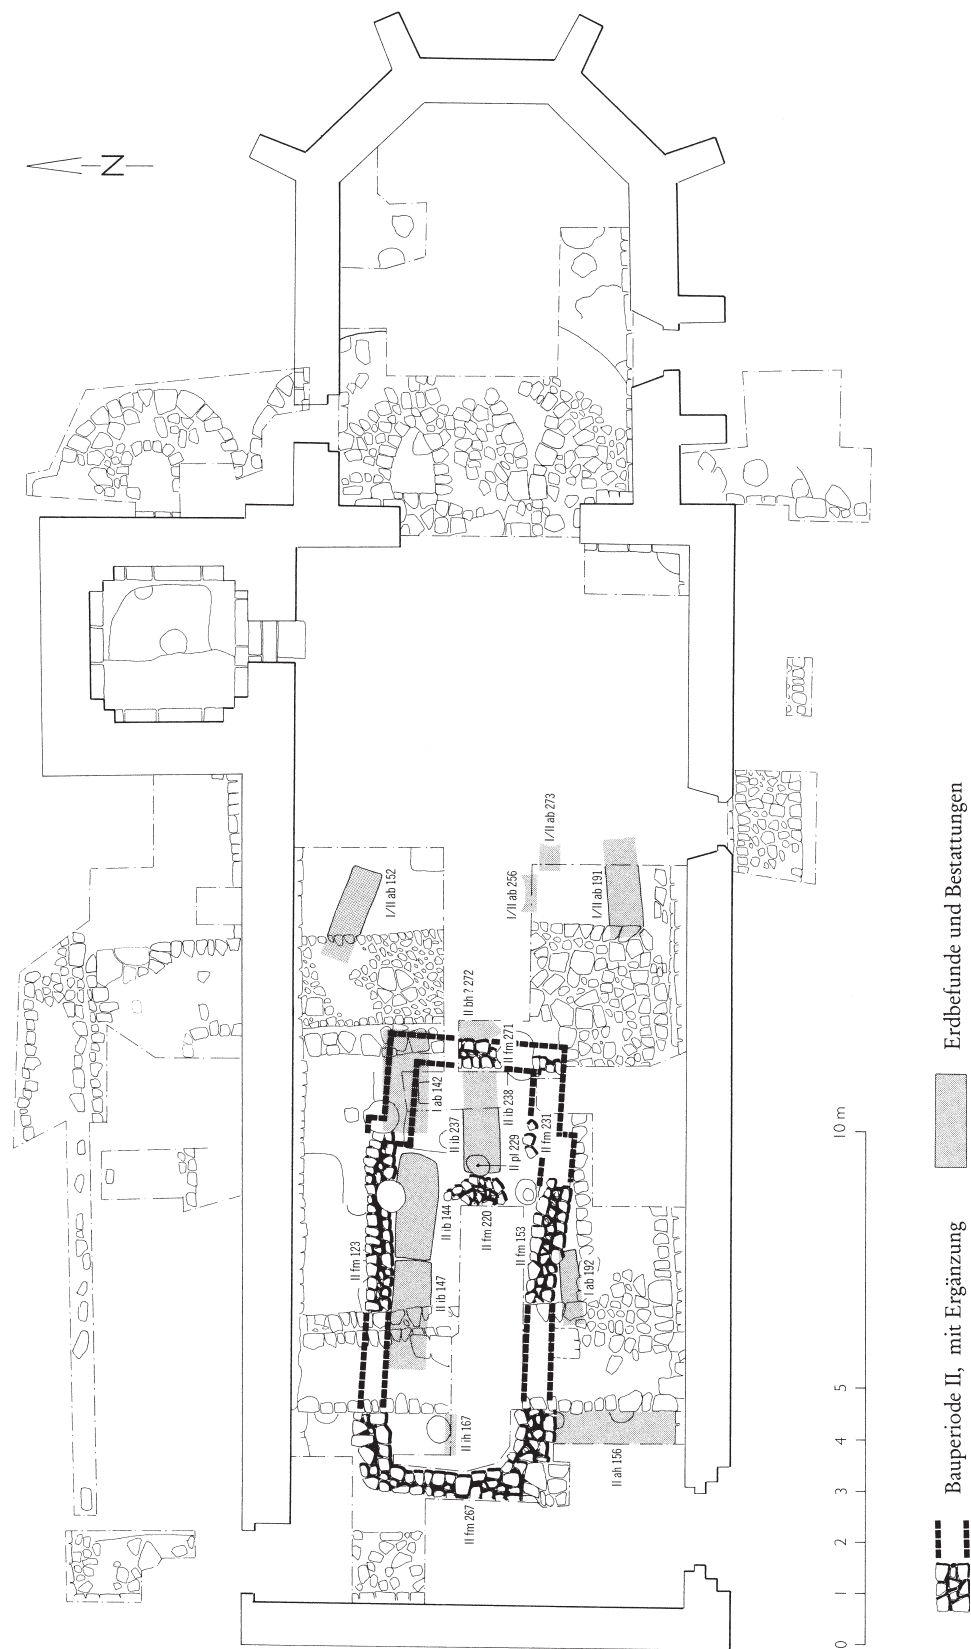 N
I/II ab 152
I/II ab 256
I/II ab 273
I/II ab 191
II bh ? 272
II fm 271
I ab 142
II ib 237
II ib 238
II pl 229
II fm 231
II ib 144
II fm 220
II fm 153
II fm 123
II ib 147
I ab 192
II ih 167
II ah 156
II fm 267
0 1 2 3 4 5 10 m
Bauperiode II, mit Ergänzung
Erdbefunde und Bestattungen